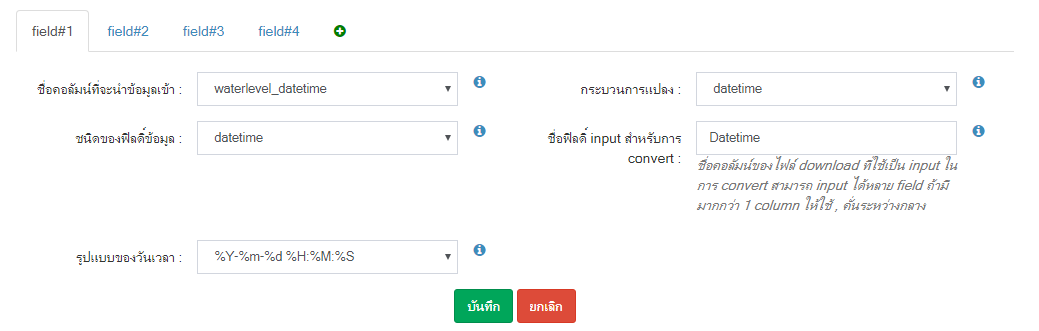 field#1 field#2 field#3 field#4
ชื่อคอลัมน์ที่จะนำข้อมูลเข้า : waterlevel_datetime กระบวนการแปลง : datetime
ชนิดของฟิลดิ์ข้อมูล : datetime ชื่อฟิลดิ์ input สำหรับการ Datetime
convert :
ชื่อคอลัมน์ของไฟล์ download ที่ใช้เป็น input ใน
การ convert สามารถ input ได้หลาย field ถ้ามี
มากกว่า 1 column ให้ใช้ , คั่นระหว่างกลาง
รูปแบบของวันเวลา : %Y-%m-%d %H:%M:%S
บันทึก ยกเลิก